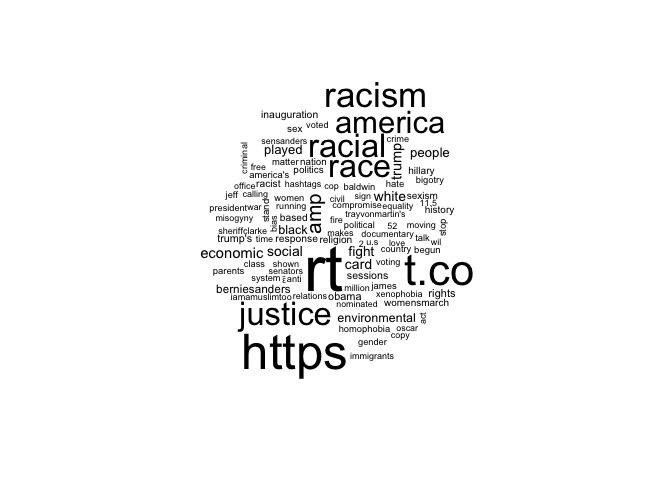 racism
inauguration
sex voted america
sensanders crime
played racial people
criminal trump
matter nation race
free politics hillary
america's bigotry
office racist hashtags cop baldwin hate
jeff calling women sign white sexism
amp civil 11.5
presidentwar running compromise equality
stand trayvonmartin's history
misogyny bias based fire
sheriffclarke black political 52 moving stop
trump's time response religion documentary talk
2 u.s love wil
economic social fight country begun
rt card voting t.co
class shown
parents senators sessions
system anti
berniesanders million james
iamamuslimtoo relations obama xenophobia rights
nominated womensmarch
justice environmental act
homophobia oscar
copy
https gender
immigrants